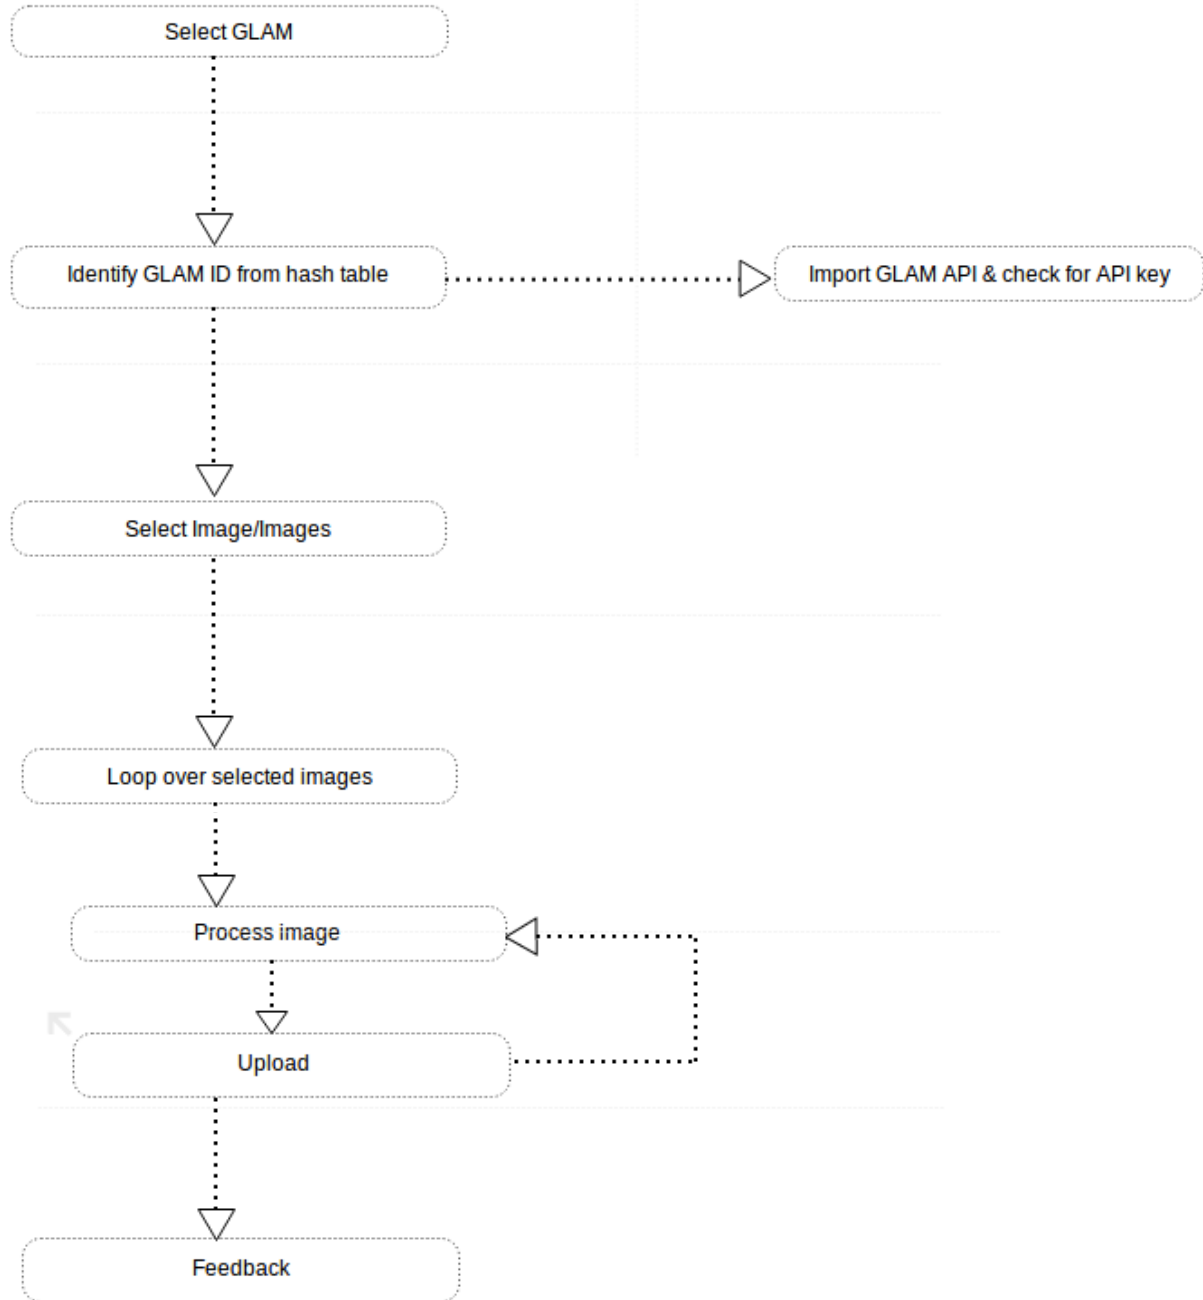 Select GLAM
Identify GLAM ID from hash table
Import GLAM API & check for API key
Select Image/Images
Loop over selected images
Process image
Upload
Feedback